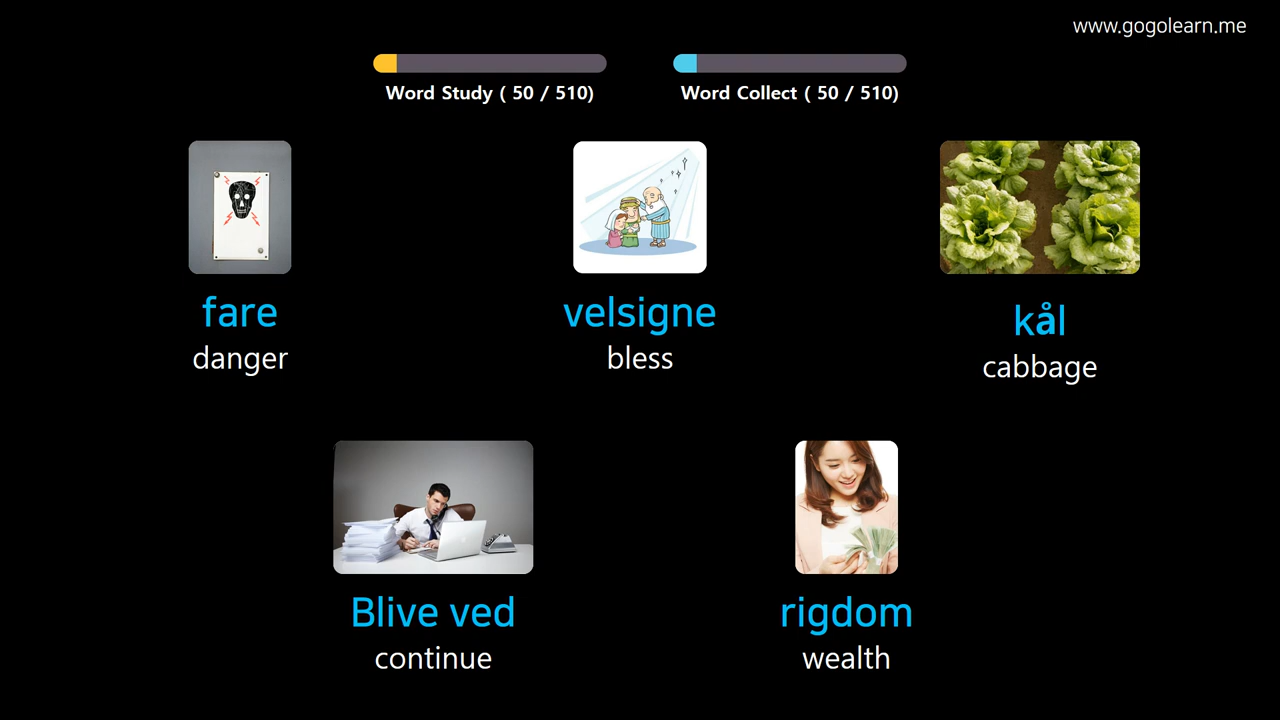 www.gogolearn.me
Word Study ( 50 / 510)
Word Collect ( 50 / 510)
fare
danger
velsigne
bless
kål
cabbage
Blive ved
continue
rigdom
wealth